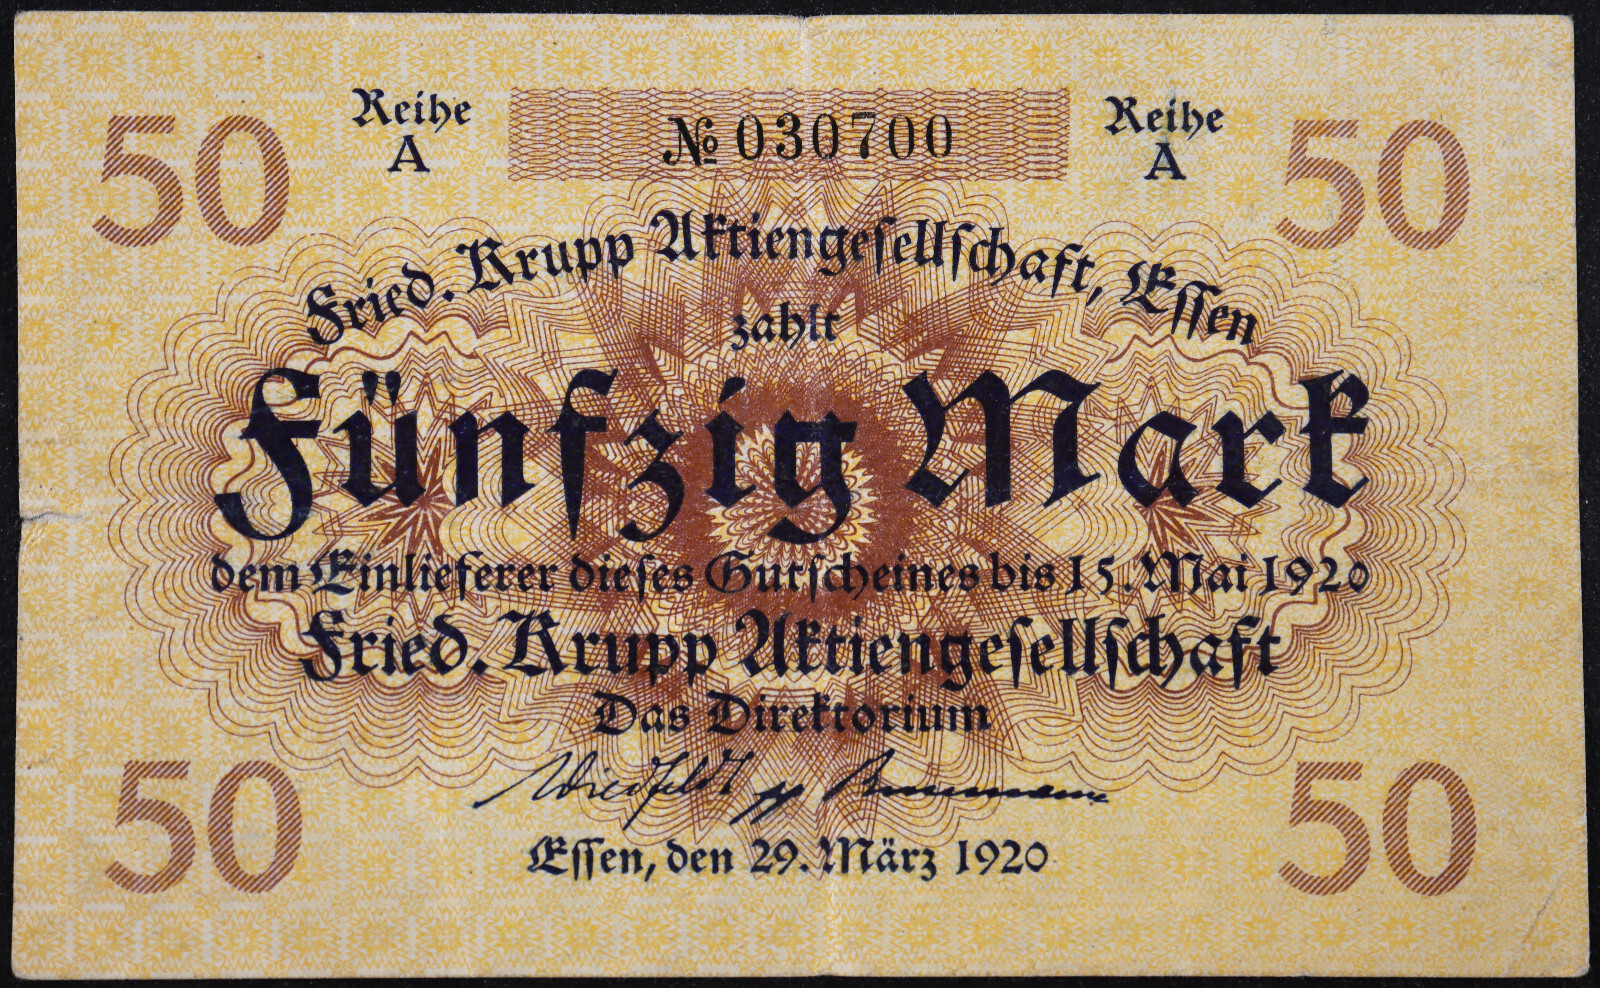 50
Reihe
A
№ 030700
Reihe
A
50
Fried. Krupp Aktiengesellschaft, Essen
zahlt
Fünfzig Mark
dem Einlieferer dieses Gutscheines bis 15. Mai 1920
Fried. Krupp Aktiengesellschaft
Das Direktorium
Wiedfeldt
Essen, den 29. März 1920
50
50